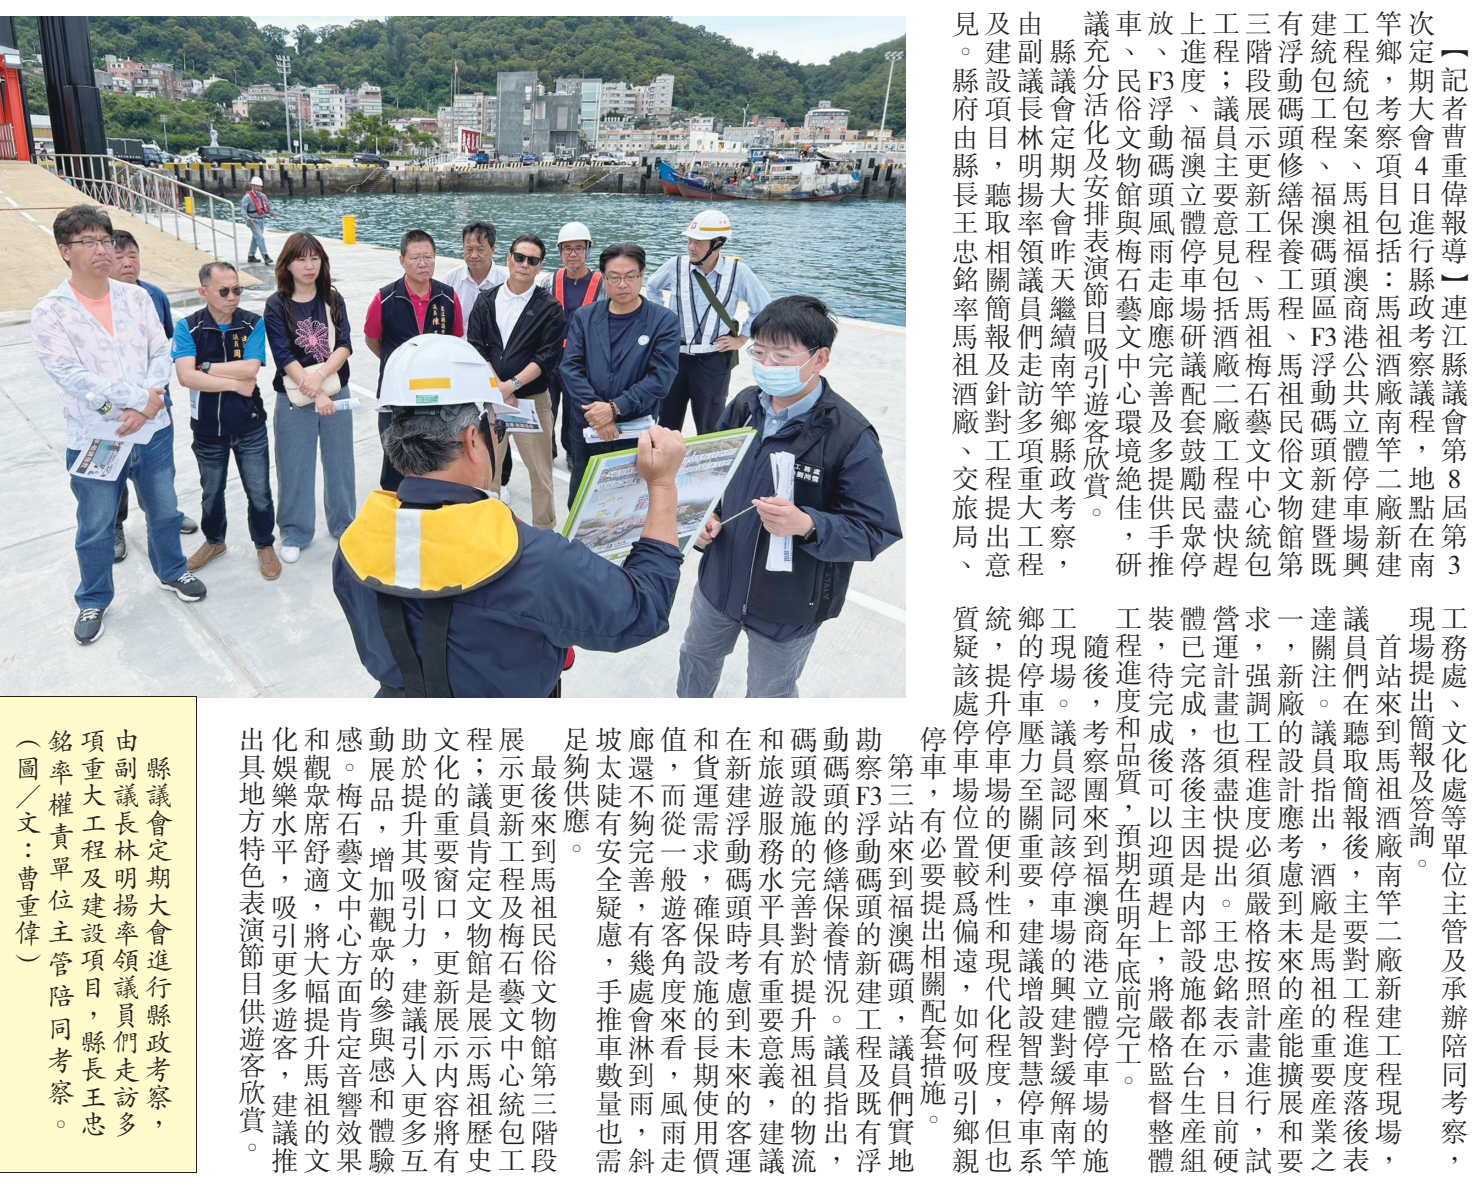 【記者曹重偉報導】連江縣議會第8屆第3
次定期大會4日進行縣政考察議程，地點在南
竿鄉，考察項目包括：馬祖酒廠南竿二廠新建
工程統包案、馬祖福澳商港公共立體停車場興
建統包工程、福澳碼頭區F3浮動碼頭新建暨既
有浮動碼頭修繕保養工程、馬祖民俗文物館第
三階段展示更新工程、馬祖梅石藝文中心統包
工程；議員主要意見包括酒廠二廠工程盡快趕
上進度、福澳立體停車場研議配套鼓勵民眾停
放、F3浮動碼頭風雨走廊應完善及多提供手推
車、民俗文物館與梅石藝文中心環境絕佳，研
議充分活化及安排表演節目吸引遊客欣賞。
縣議會定期大會昨天繼續南竿鄉縣政考察，
由副議長林明揚率領議員們走訪多項重大工程
及建設項目，聽取相關簡報及針對工程提出意
見。縣府由縣長王忠銘率馬祖酒廠、交旅局、
工務處、文化處等單位主管及承辦陪同考察，
現場提出簡報及答詢。
首站來到馬祖酒廠南竿二廠新建工程現場，
議員們在聽取簡報後，主要對工程進度落後表
達關注。議員指出，酒廠是馬祖的重要產業之
一，新廠的設計應考慮到未來的產能擴展和要
求，強調工程進度必須嚴格按照計畫進行，試
營運計畫也須盡快提出。王忠銘表示，目前硬
體已完成，落後主因是內部設施都在台生產組
裝，待完成後可以迎頭趕上，將嚴格監督整體
工程進度和品質，預期在明年底前完工。
隨後，考察團來到福澳商港立體停車場的施
工現場。議員認同該停車場的興建對緩解南竿
鄉的停車壓力至關重要，建議增設智慧停車系
統，提升停車場的便利性和現代化程度，但也
質疑該處停車場位置較為偏遠，如何吸引鄉親
停車，有必要提出相關配套措施。
第三站來到福澳碼頭，議員們實地
勘察F3浮動碼頭的新建工程及既有浮
動碼頭的修繕保養情況。議員指出，
碼頭設施的完善對於提升馬祖的物流
和旅遊服務水平具有重要意義，建議
在新建浮動碼頭時考慮到未來的客運
和貨運需求，確保設施的長期使用價
值，而從一般遊客角度來看，風雨走
廊還不夠完善，有幾處會淋到雨，斜
坡太陡有安全疑慮，手推車數量也需
足夠供應。
最後來到馬祖民俗文物館第三階段
展示更新工程及梅石藝文中心統包工
程；議員肯定文物館是展示馬祖歷史
文化的重要窗口，更新展示內容將有
助於提升其吸引力，建議引入更多互
動展品，增加觀眾的參與感和體驗
感。梅石藝文中心方面肯定音響效果
和觀眾席舒適，將大幅提升馬祖的文
化娛樂水平，吸引更多遊客，建議推
出具地方特色表演節目供遊客欣賞。
縣議會定期大會進行縣政考察，
由副議長林明揚率領議員們走訪多
項重大工程及建設項目，縣長王忠
銘率權責單位主管陪同考察。
（圖／文：曹重偉）